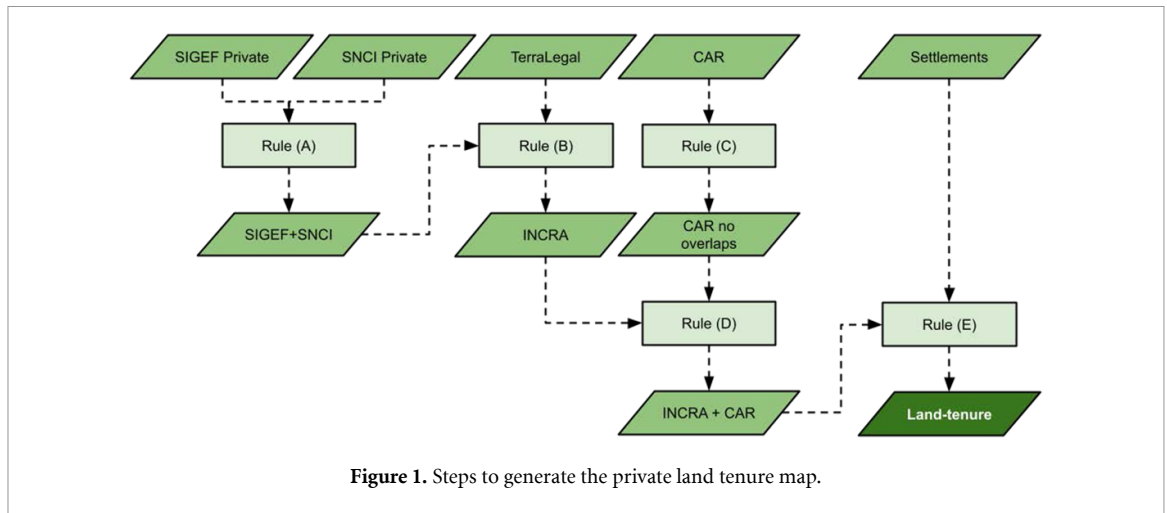 SIGEF Private
SNCI Private
TerraLegal
CAR
Settlements
Rule (A)
Rule (B)
Rule (C)
SIGEF+SNCI
INCRA
CAR no
overlaps
Rule (D)
Rule (E)
INCRA + CAR
Land-tenure
Figure 1. Steps to generate the private land tenure map.